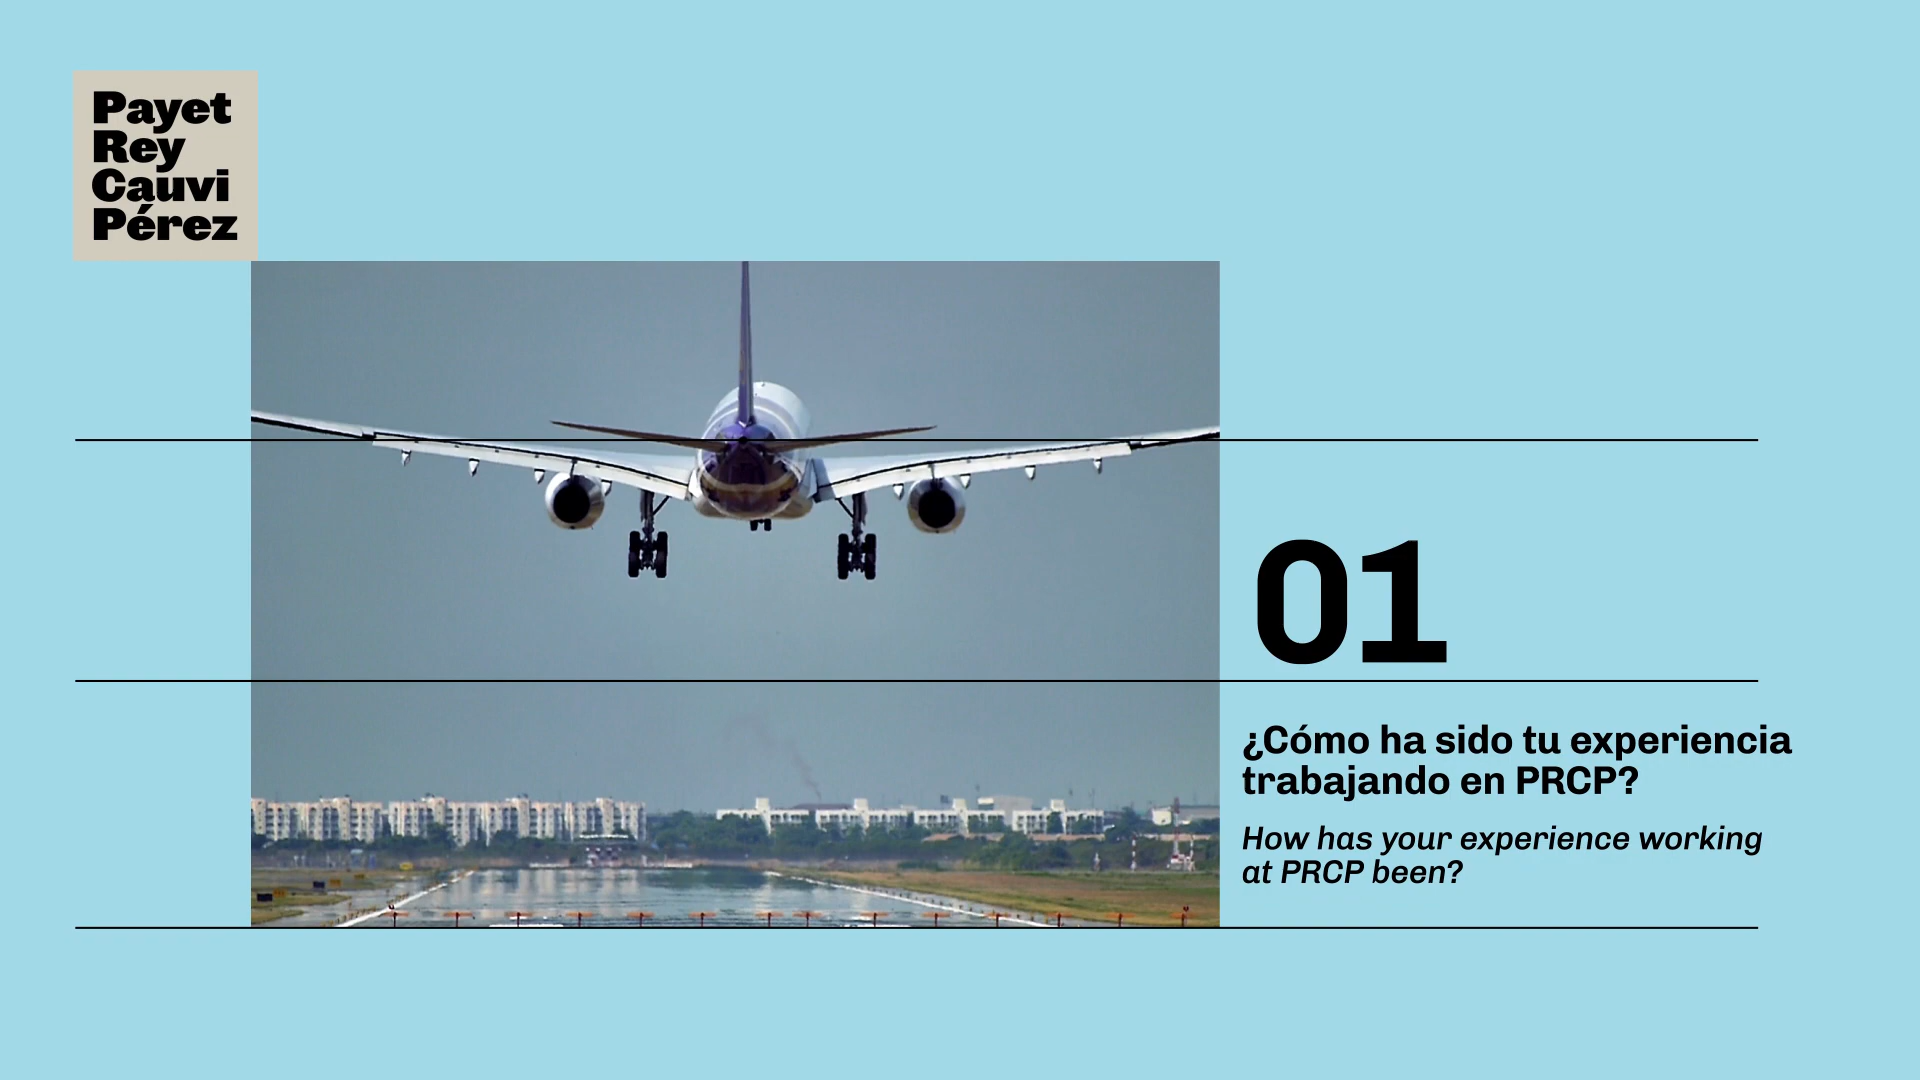 Payet
Rey
Cauvi
Pérez
01
¿Cómo ha sido tu experiencia
trabajando en PRCP?
How has your experience working
at PRCP been?